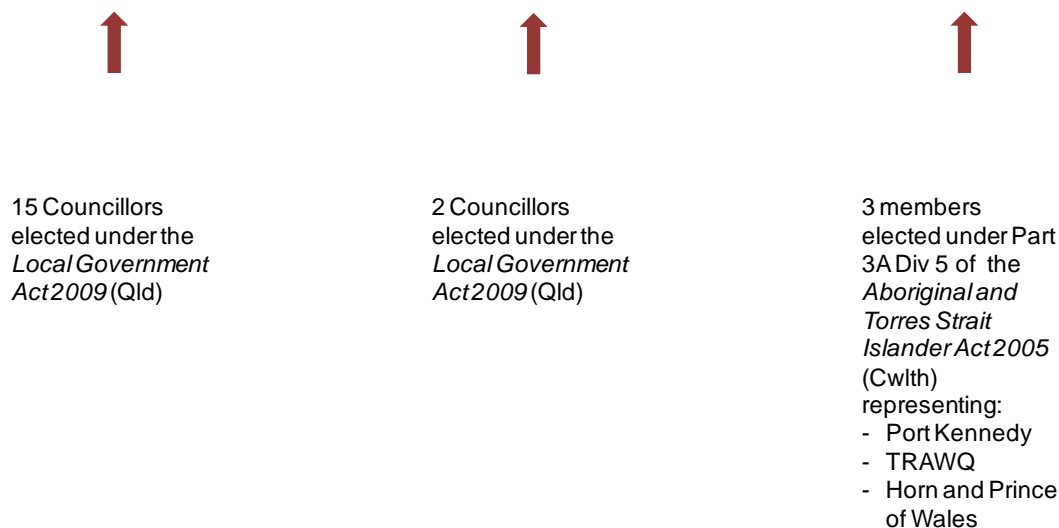 15 Councillors
elected under the
Local Government
Act 2009 (Qld)
2 Councillors
elected under the
Local Government
Act 2009 (Qld)
3 members
elected under Part
3A Div 5 of the
Aboriginal and
Torres Strait
Islander Act 2005
(Cwlth)
representing:
- Port Kennedy
- TRAWQ
- Horn and Prince
of Wales